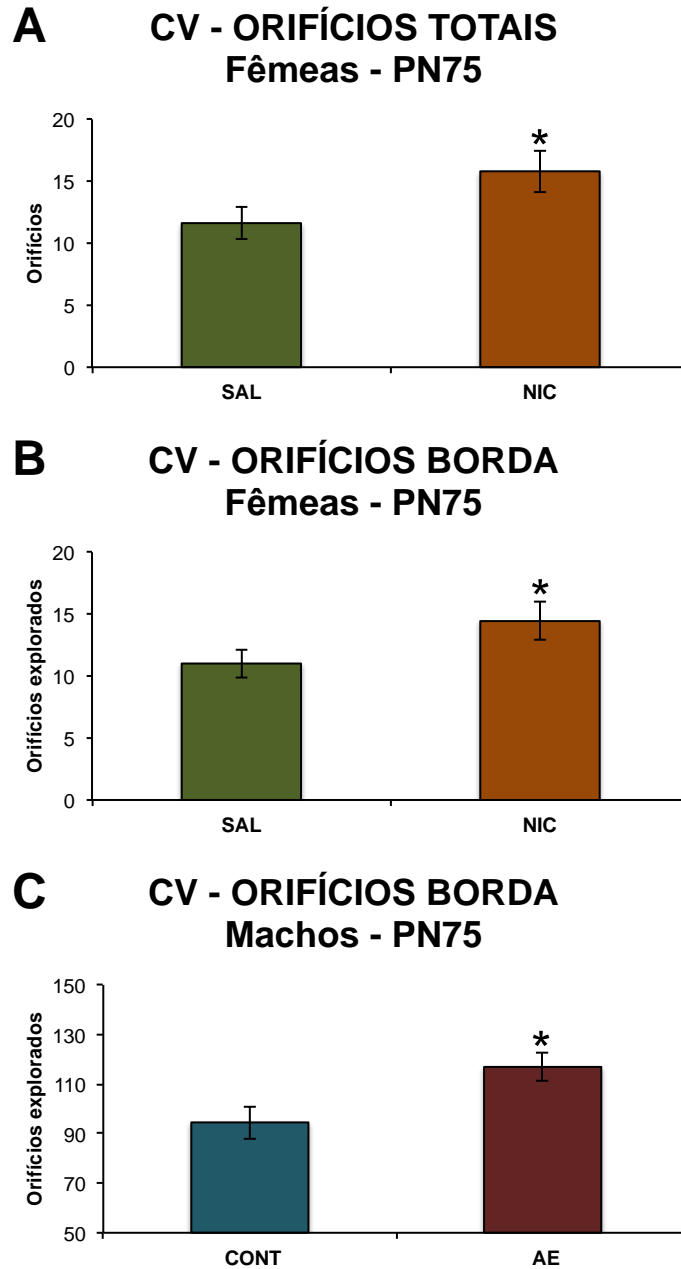 A
CV - ORIFÍCIOS TOTAIS
Fêmeas - PN75
Orifícios
20
15
10
5
0
*
SAL
NIC
B
CV - ORIFÍCIOS BORDA
Fêmeas - PN75
Orifícios explorados
20
15
10
5
0
*
SAL
NIC
C
CV - ORIFÍCIOS BORDA
Machos - PN75
Orifícios explorados
150
130
110
90
70
50
*
CONT
AE